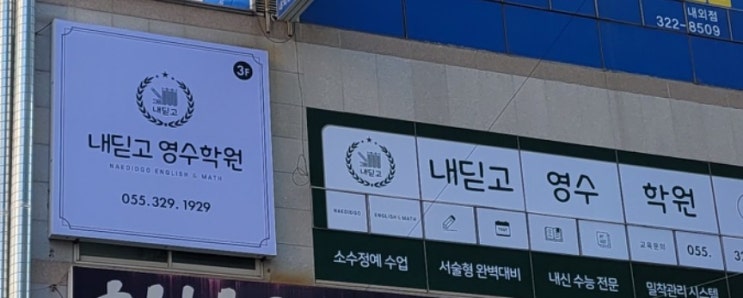 내외점
322-8509
3F
내딛고
내딛고 영수학원
NAEDIDGO ENGLISH & MATH
055.329.1929
내딛고
내딛고 영수 학원
NAEDIDGO ENGLISH & MATH
교육문의 055.
소수정예 수업 서술형 완벽대비 내신 수능 전문 밀착관리 시스템